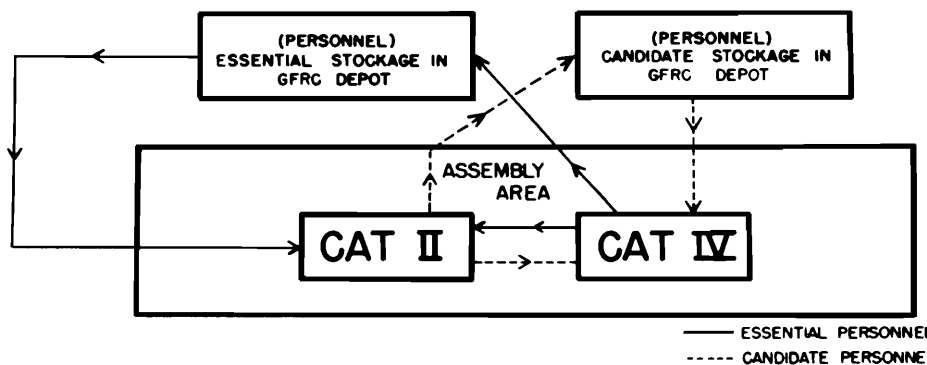 (PERSONNEL)
ESSENTIAL STOCKAGE IN
GFRC DEPOT
(PERSONNEL)
CANDIDATE STOCKAGE IN
GFRC DEPOT
ASSEMBLY
AREA
CAT II
CAT IV
ESSENTIAL PERSONNEL
CANDIDATE PERSONNE